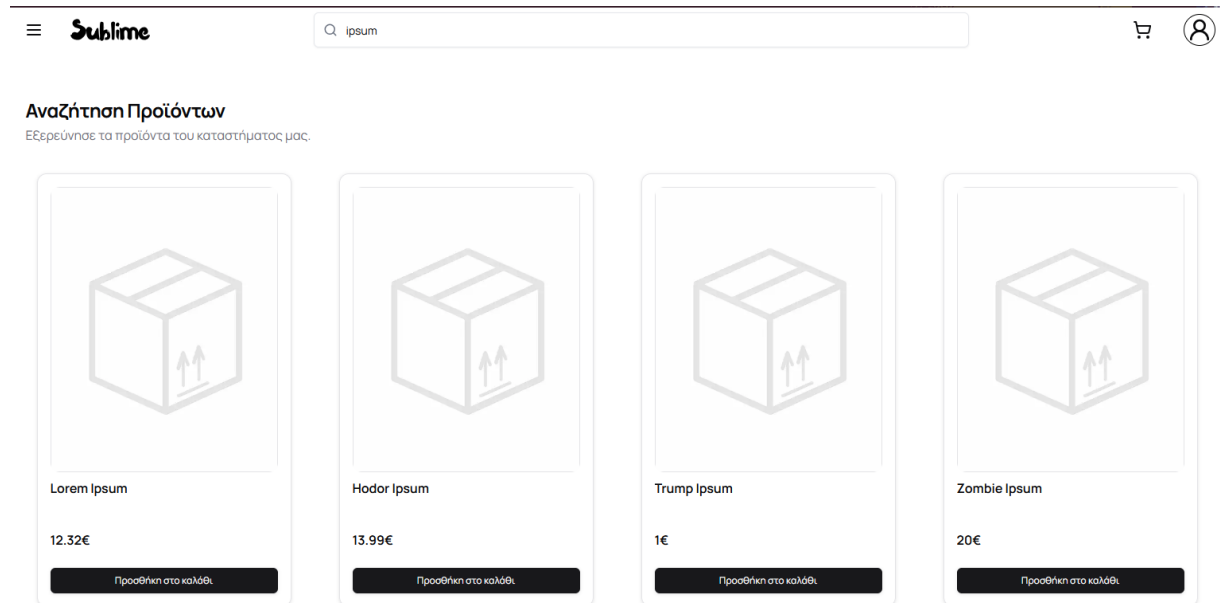 Sublime
ipsum
Αναζήτηση Προϊόντων
Εξερεύνησε τα προϊόντα του καταστήματος μας.
Lorem Ipsum
Hodor Ipsum
Trump Ipsum
Zombie Ipsum
12.32€
13.99€
1€
20€
Προσθήκη στο καλάθι
Προσθήκη στο καλάθι
Προσθήκη στο καλάθι
Προσθήκη στο καλάθι